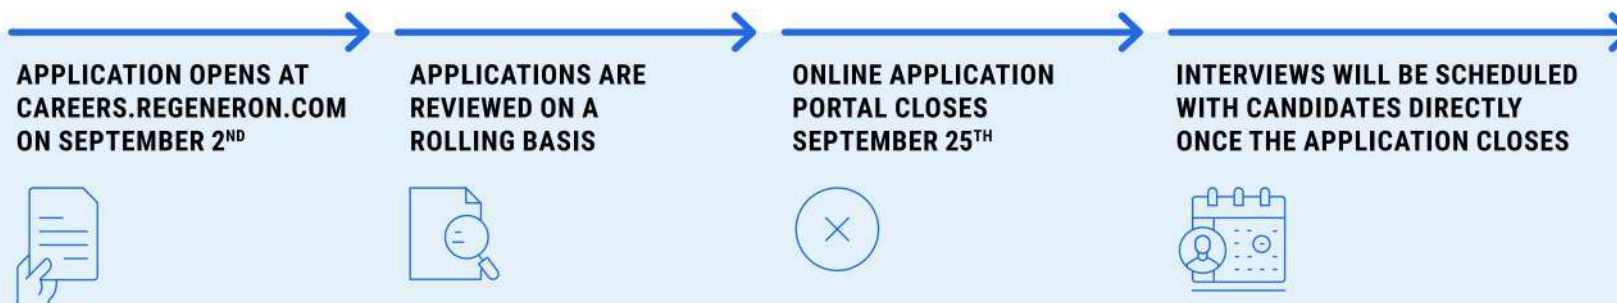 APPLICATION OPENS AT
CAREERS.REGENERON.COM
ON SEPTEMBER 2ND
APPLICATIONS ARE
REVIEWED ON A
ROLLING BASIS
ONLINE APPLICATION
PORTAL CLOSES
SEPTEMBER 25TH
INTERVIEWS WILL BE SCHEDULED
WITH CANDIDATES DIRECTLY
ONCE THE APPLICATION CLOSES